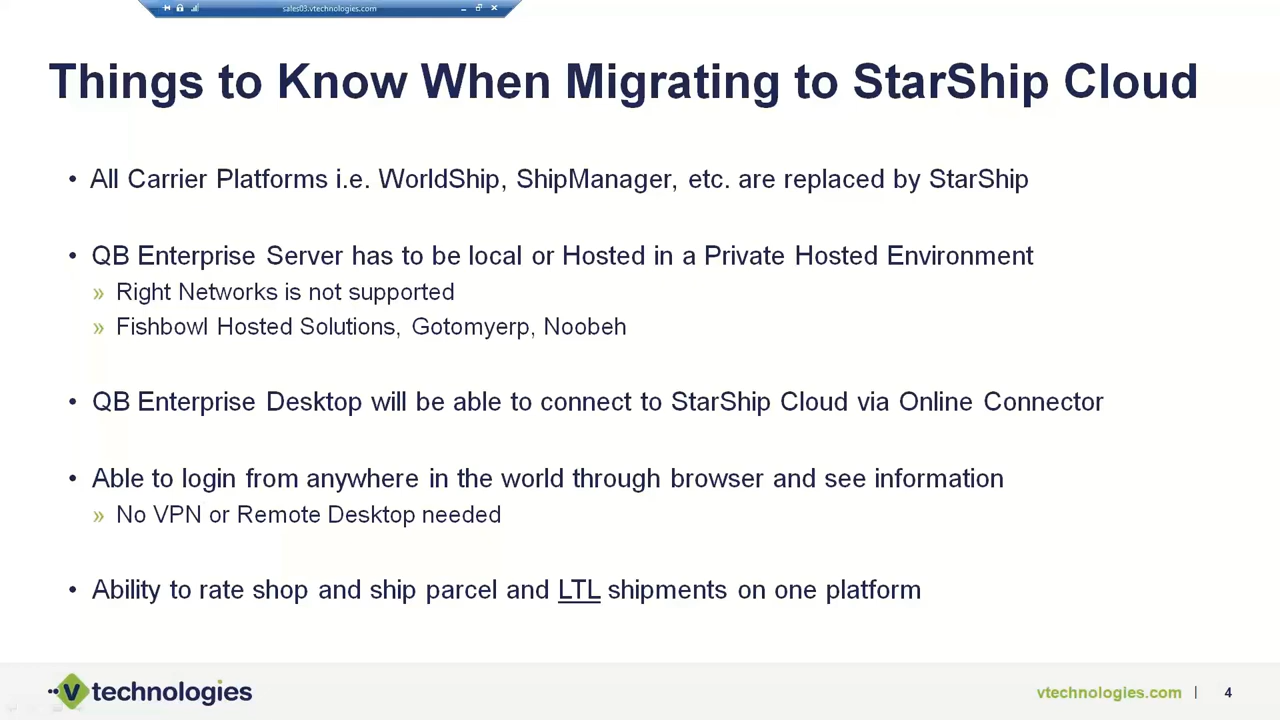 sales03.vtechnologies.com
Things to Know When Migrating to StarShip Cloud
• All Carrier Platforms i.e. WorldShip, ShipManager, etc. are replaced by StarShip
• QB Enterprise Server has to be local or Hosted in a Private Hosted Environment
» Right Networks is not supported
» Fishbowl Hosted Solutions, Gotomyerp, Noobeh
• QB Enterprise Desktop will be able to connect to StarShip Cloud via Online Connector
• Able to login from anywhere in the world through browser and see information
» No VPN or Remote Desktop needed
• Ability to rate shop and ship parcel and LTL shipments on one platform
V technologies
vtechnologies.com | 4